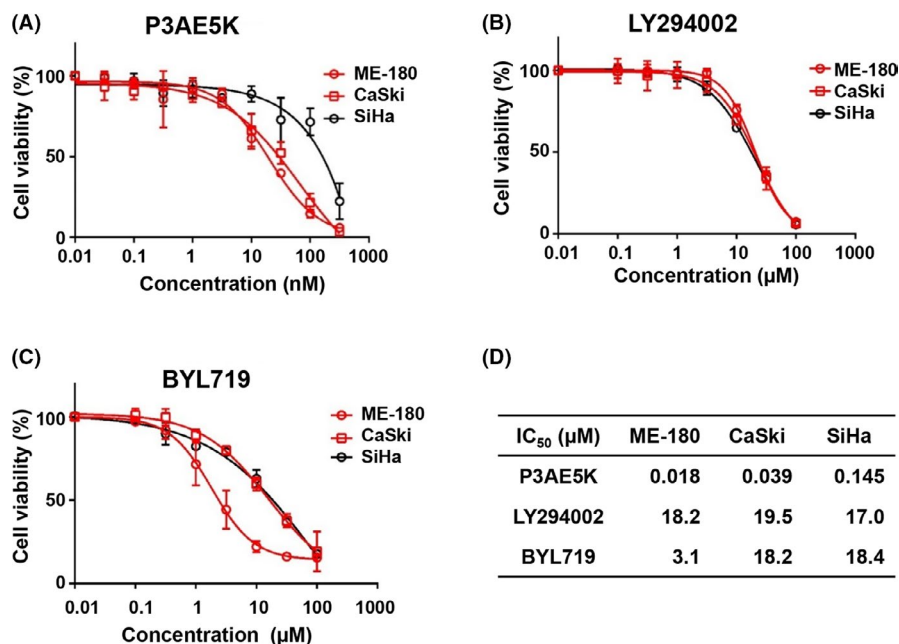 (A)
P3AE5K
Cell viability (%)
100
50
0
ME-180
CaSki
SiHa
0.01 0.1 1 10 100 1000
Concentration (nM)
(B)
LY294002
Cell viability (%)
100
50
0
ME-180
CaSki
SiHa
0.01 0.1 1 10 100 1000
Concentration (µM)
(C)
BYL719
Cell viability (%)
100
50
0
ME-180
CaSki
SiHa
0.01 0.1 1 10 100 1000
Concentration (µM)
(D)
IC50 (µM) ME-180 CaSki SiHa
P3AE5K 0.018 0.039 0.145
LY294002 18.2 19.5 17.0
BYL719 3.1 18.2 18.4